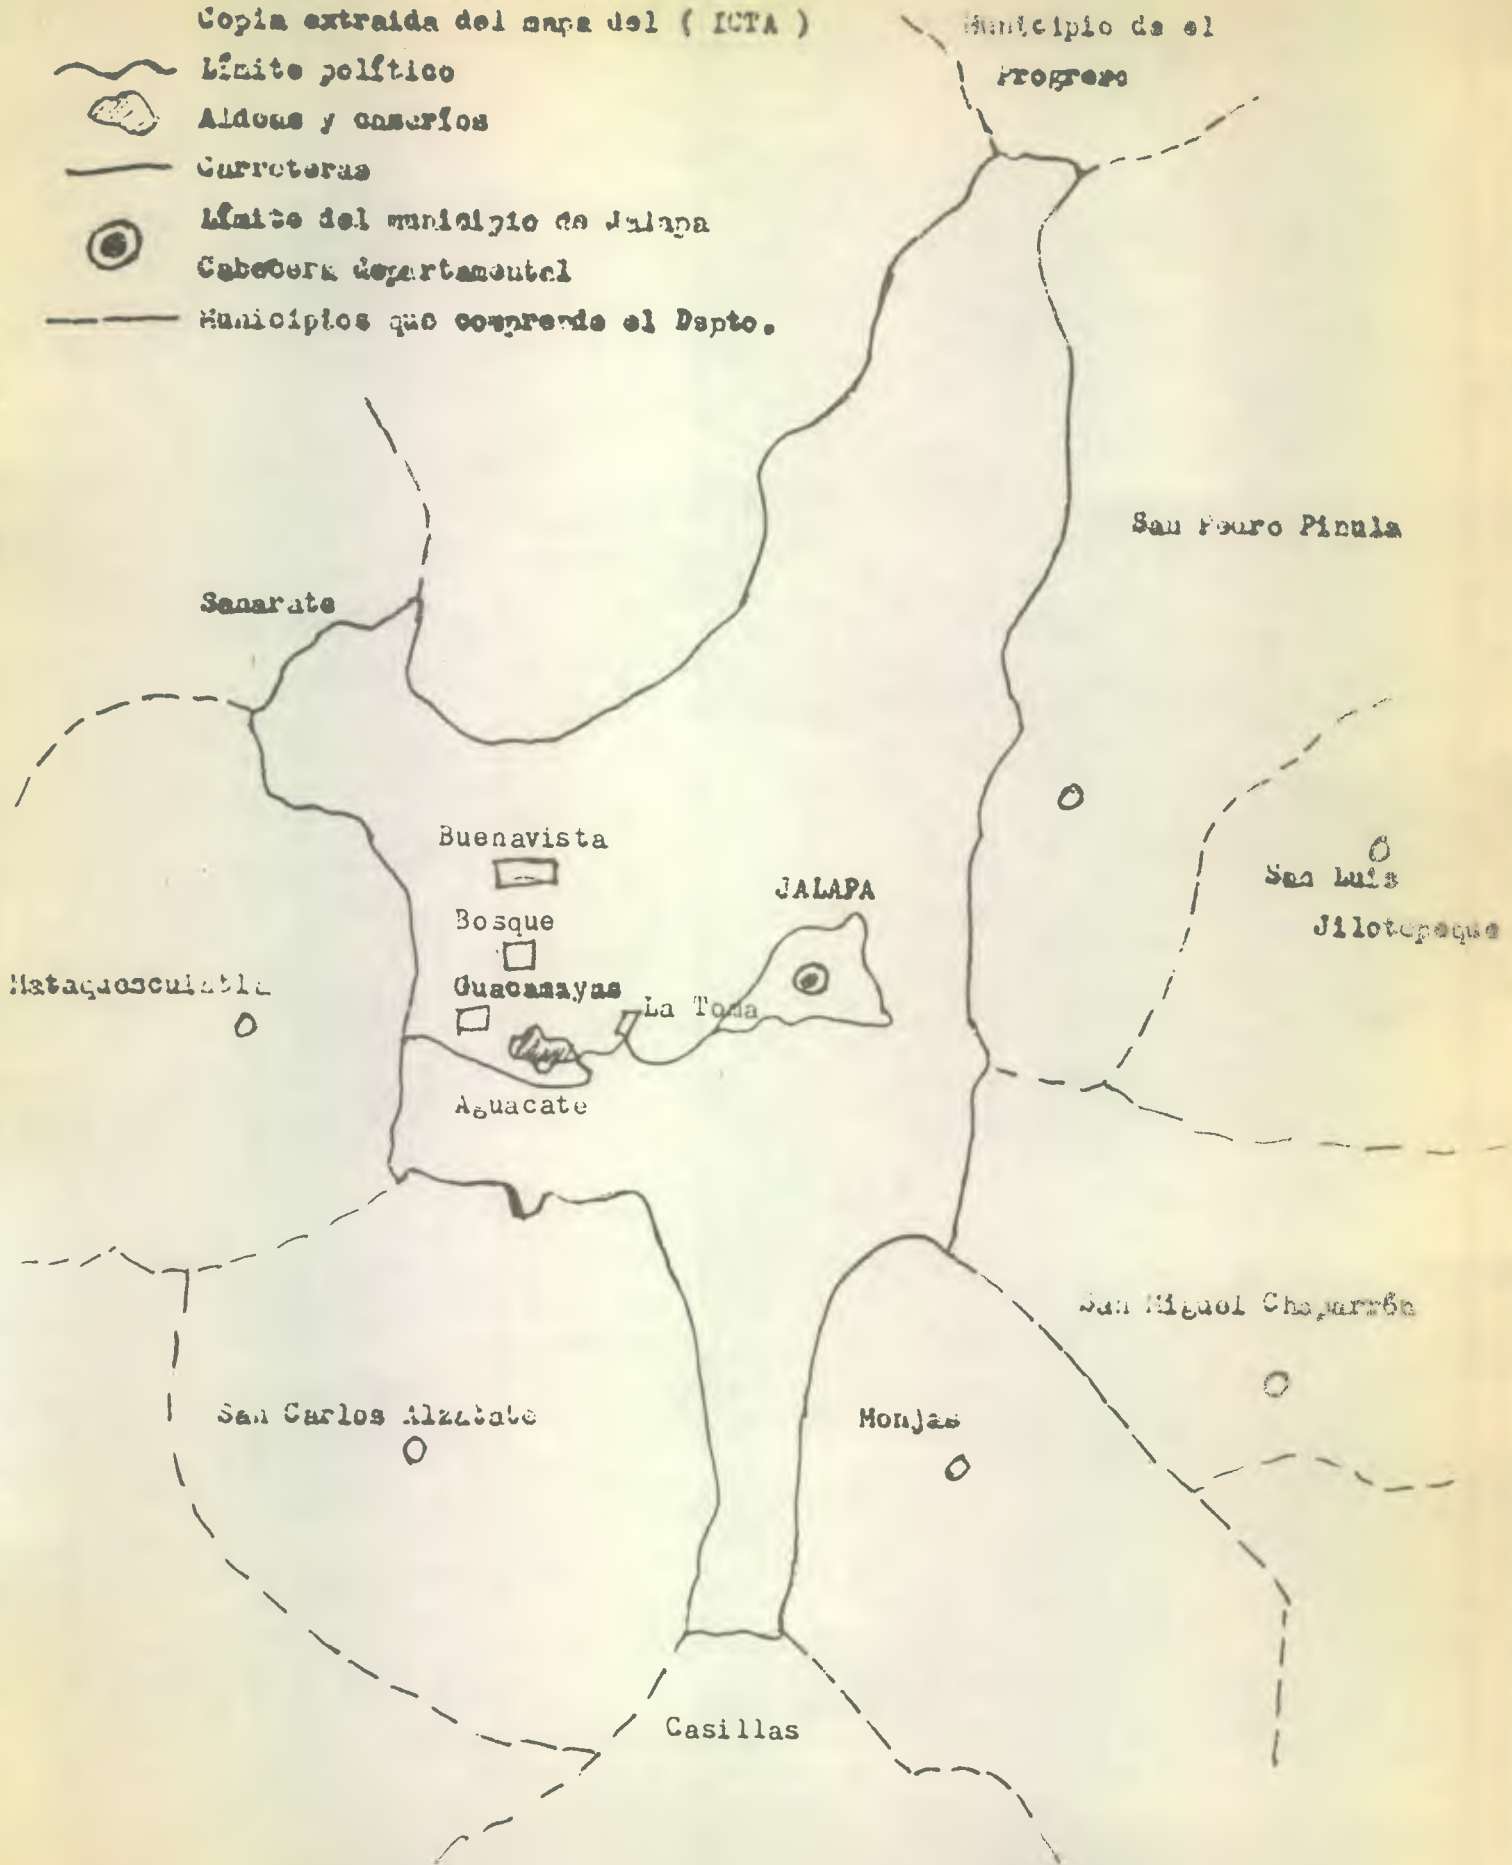 Copia extraida del mapa del ( ICTA )
Límite político
Aldeas y caseríos
Carreteras
Límite del municipio de Jalapa
Cabecera departamental
Municipios que comprende el Dapto.
Municipio de el
Progreso
San Pedro Pinula
Sanarate
Buenavista
JALAPA
San Luis
Jilotepeque
Bosque
Mataquescuintla
Guacamayas
La Toma
Aguacate
San Miguel Chaparrón
San Carlos Alzatate
Monjas
Casillas